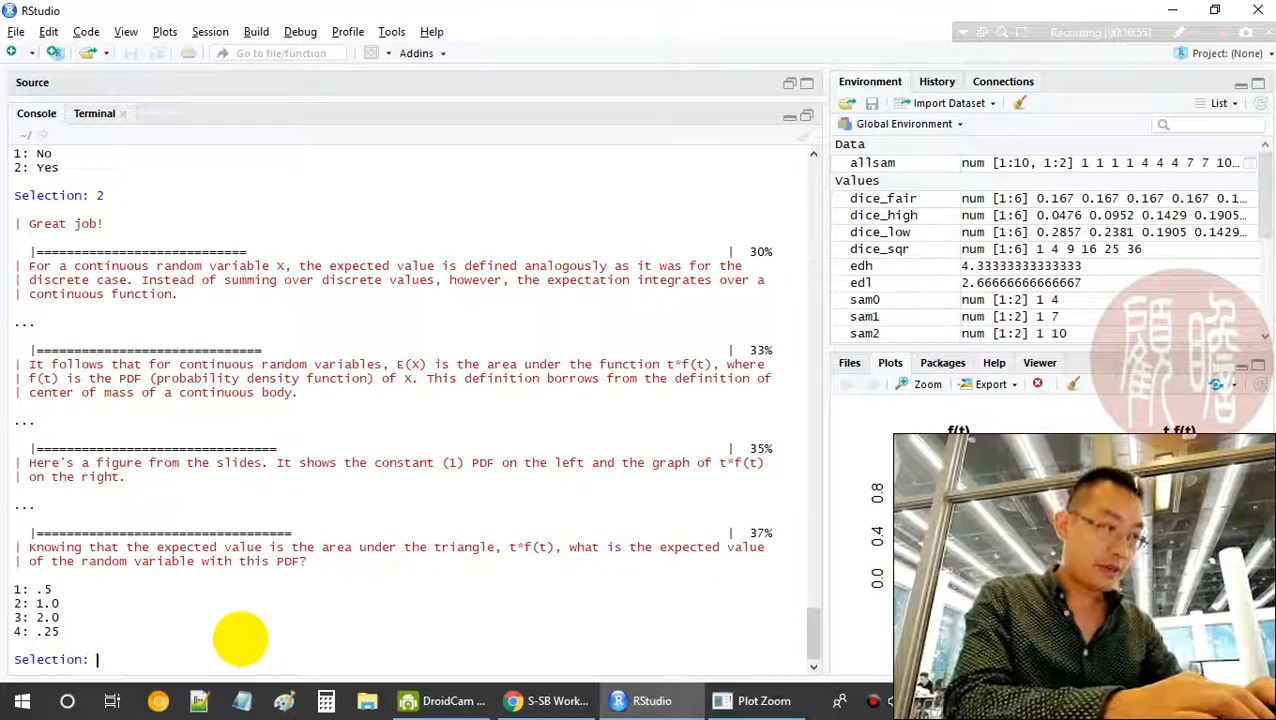 RStudio
File Edit Code View Plots Session Build Debug Profile Tools Help
Recording (00:10:55)
Go to file/function
Addins
Project: (None)
Source
Console Terminal
~/
1: No
2: Yes
Selection: 2
| Great job!
|============================ | 30%
| For a continuous random variable X, the expected value is defined analogously as it was for the
| discrete case. Instead of summing over discrete values, however, the expectation integrates over a
| continuous function.
...
|============================== | 33%
| It follows that for continuous random variables, E(X) is the area under the function t*f(t), where
| f(t) is the PDF (probability density function) of X. This definition borrows from the definition of
| center of mass of a continuous body.
...
|================================ | 35%
| Here's a figure from the slides. It shows the constant (1) PDF on the left and the graph of t*f(t)
| on the right.
...
|================================== | 37%
| Knowing that the expected value is the area under the triangle, t*f(t), what is the expected value
| of the random variable with this PDF?
1: .5
2: 1.0
3: 2.0
4: .25
Selection:
Environment History Connections
Import Dataset
List
Global Environment
Data
allsam num [1:10, 1:2] 1 1 1 1 4 4 4 7 7 10...
Values
dice_fair num [1:6] 0.167 0.167 0.167 0.167 0.1...
dice_high num [1:6] 0.0476 0.0952 0.1429 0.1905...
dice_low num [1:6] 0.2857 0.2381 0.1905 0.1429...
dice_sqr num [1:6] 1 4 9 16 25 36
edh 4.33333333333333
edl 2.66666666666667
sam0 num [1:2] 1 4
sam1 num [1:2] 1 7
sam2 num [1:2] 1 10
Files Plots Packages Help Viewer
Zoom Export
f(t) t f(t)
0.8
0.4
0.0
DroidCam ... S-SB Work... RStudio Plot Zoom